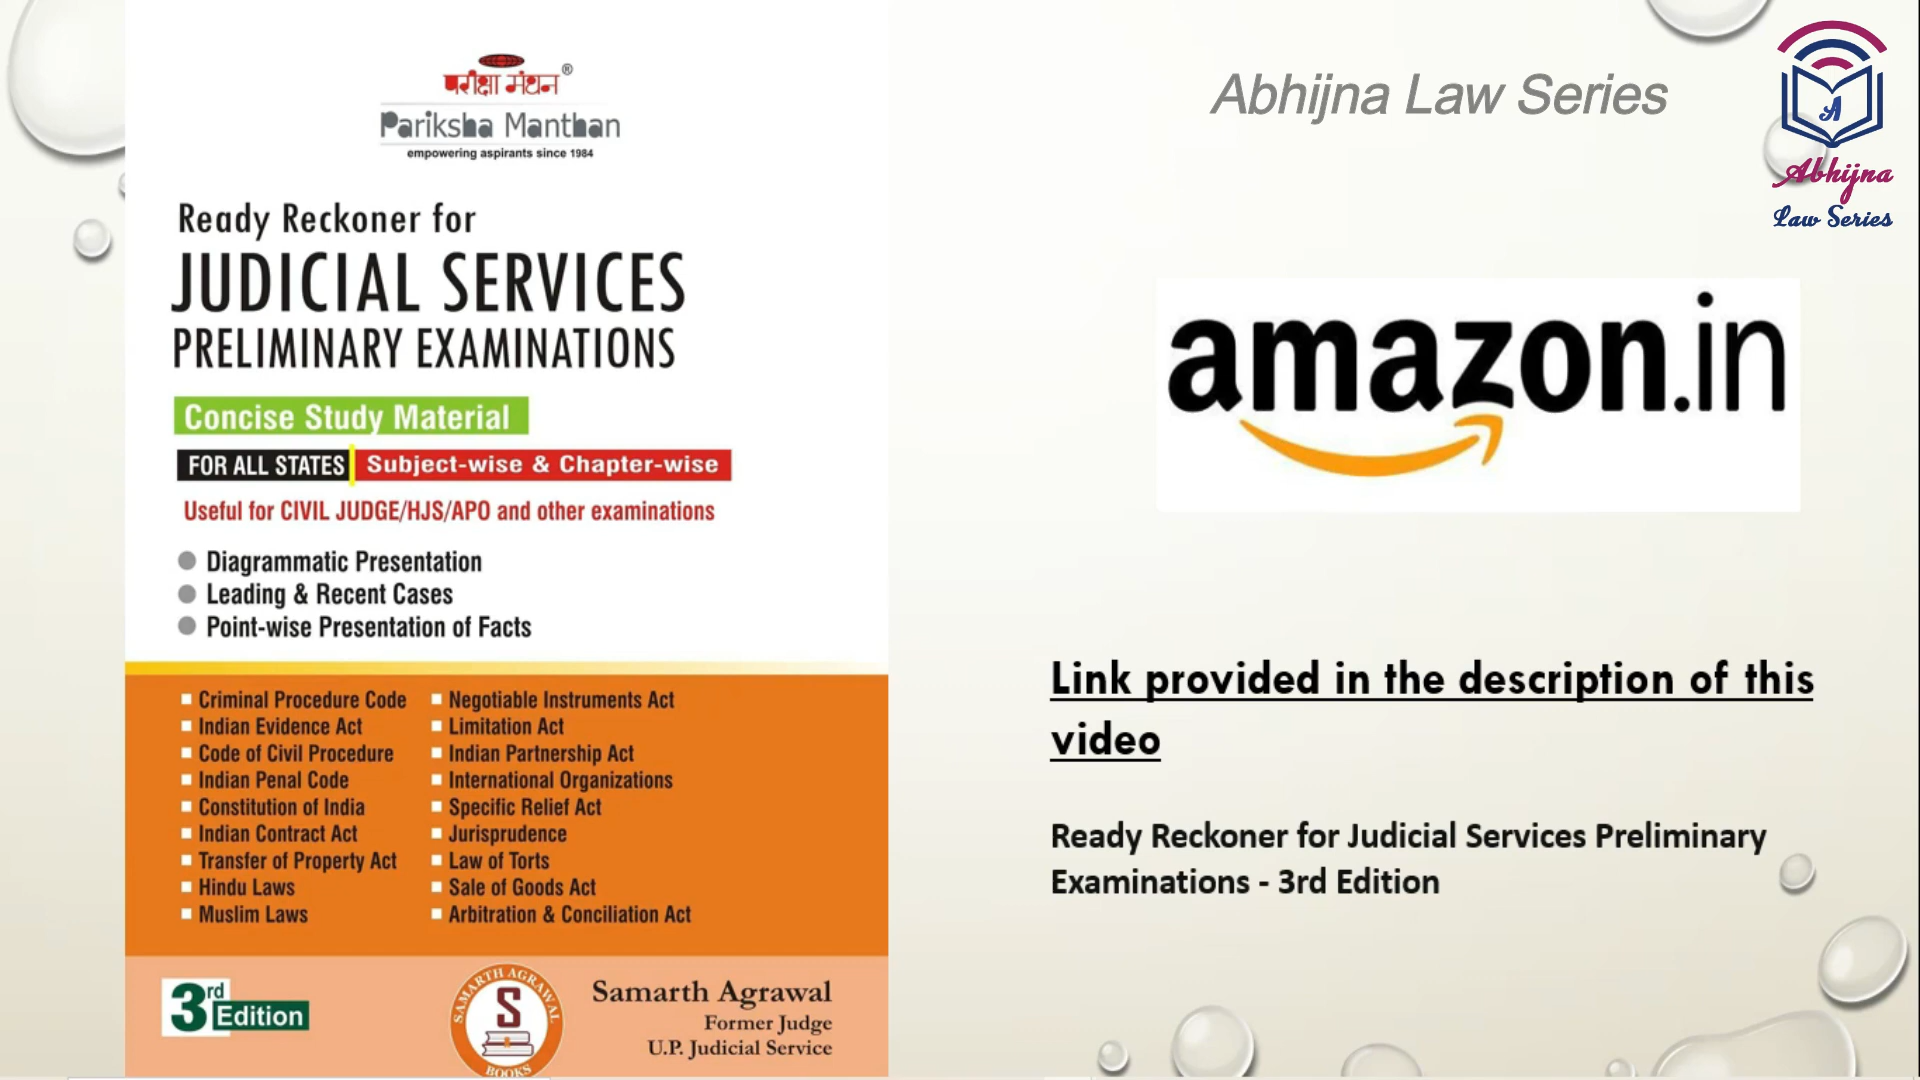 परीक्षा मंथन®
Pariksha Manthan
empowering aspirants since 1984
Ready Reckoner for
JUDICIAL SERVICES
PRELIMINARY EXAMINATIONS
Concise Study Material
FOR ALL STATES Subject-wise & Chapter-wise
Useful for CIVIL JUDGE/HJS/APO and other examinations
Diagrammatic Presentation
Leading & Recent Cases
Point-wise Presentation of Facts
Criminal Procedure Code
Indian Evidence Act
Code of Civil Procedure
Indian Penal Code
Constitution of India
Indian Contract Act
Transfer of Property Act
Hindu Laws
Muslim Laws
Negotiable Instruments Act
Limitation Act
Indian Partnership Act
International Organizations
Specific Relief Act
Jurisprudence
Law of Torts
Sale of Goods Act
Arbitration & Conciliation Act
3rd Edition
SAMARTH AGRAWAL
S
BOOKS
Samarth Agrawal
Former Judge
U.P. Judicial Service
Abhijna Law Series
A
Abhijna
Law Series
amazon.in
Link provided in the description of this
video
Ready Reckoner for Judicial Services Preliminary
Examinations - 3rd Edition